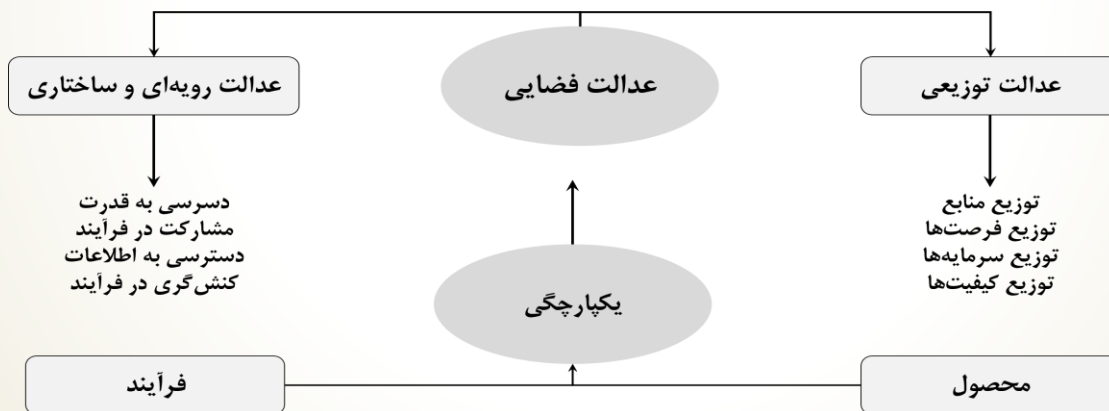 عدالت توزیعی
عدالت فضایی
عدالت رویه‌ای و ساختاری
توزیع منابع
توزیع فرصت‌ها
توزیع سرمایه‌ها
توزیع کیفیت‌ها
دسرسی به قدرت
مشارکت در فرآیند
دسترسی به اطلاعات
کنش‌گری در فرآیند
یکپارچگی
محصول
فرآیند